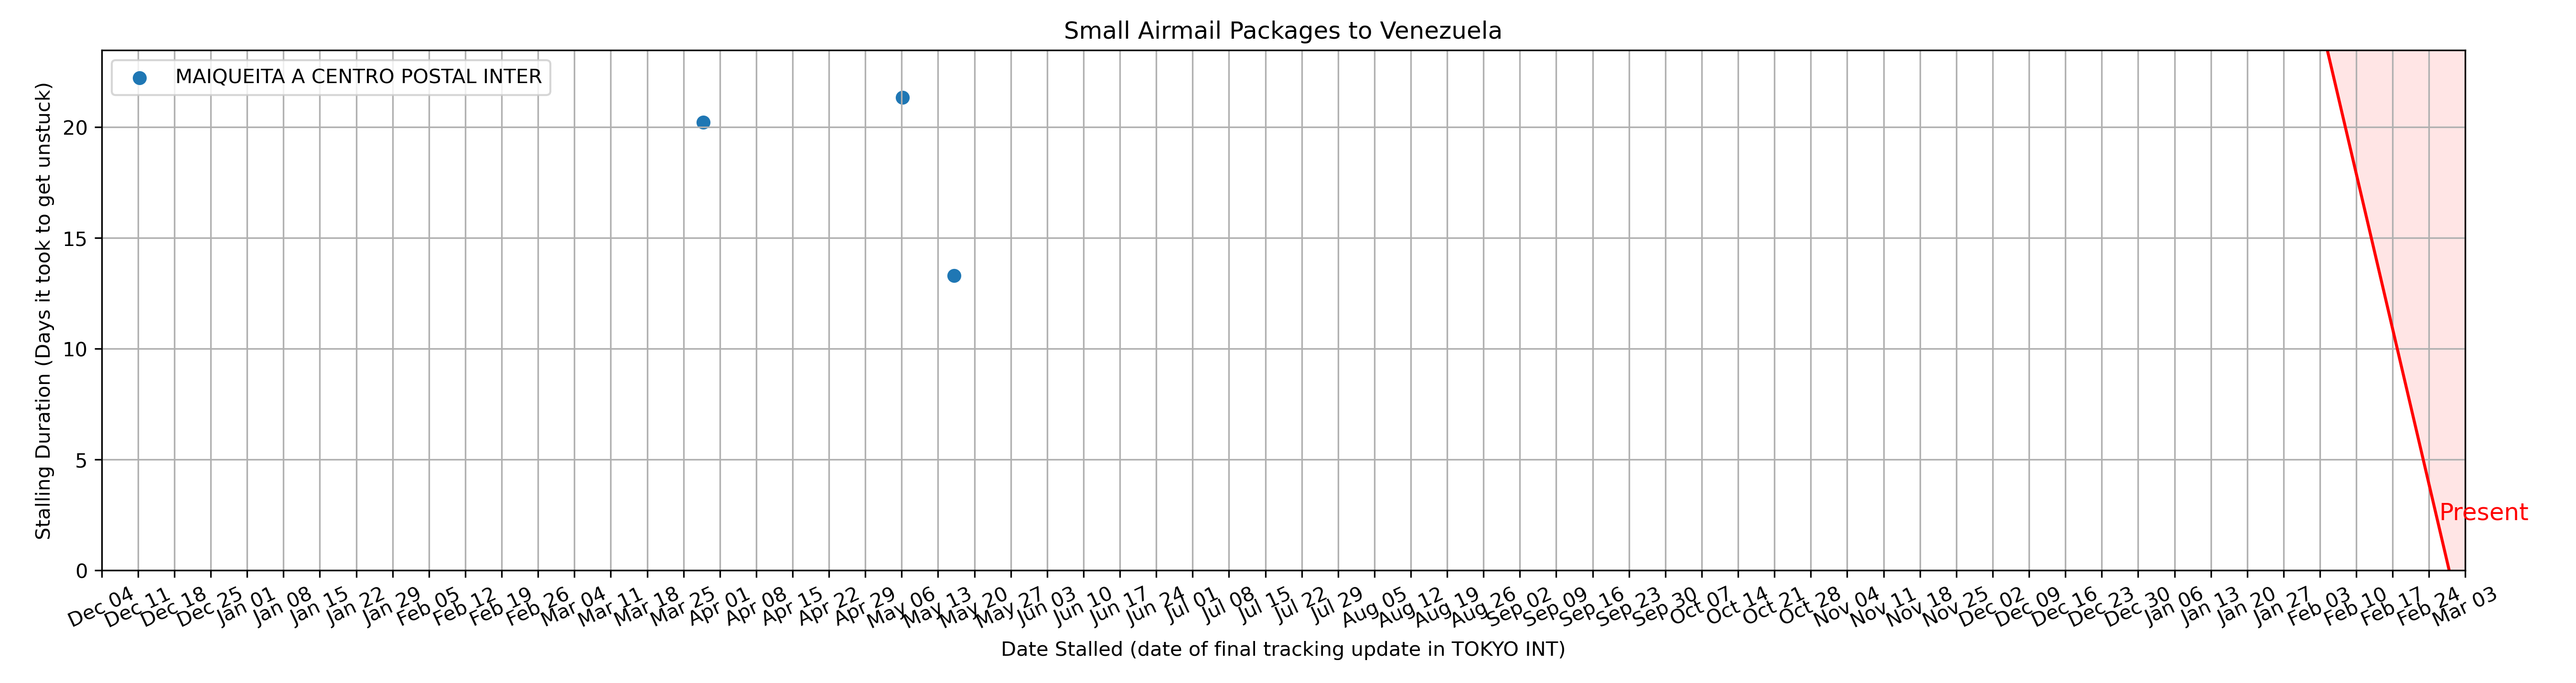 Small Airmail Packages to Venezuela
MAIQUEITA A CENTRO POSTAL INTER
Stalling Duration (Days it took to get unstuck)
20
15
10
5
0
Present
Dec 04 Dec 11 Dec 18 Dec 25 Jan 01 Jan 08 Jan 15 Jan 22 Jan 29 Feb 05 Feb 12 Feb 19 Feb 26 Mar 04 Mar 11 Mar 18 Mar 25 Apr 01 Apr 08 Apr 15 Apr 22 Apr 29 May 06 May 13 May 20 May 27 Jun 03 Jun 10 Jun 17 Jun 24 Jul 01 Jul 08 Jul 15 Jul 22 Jul 29 Aug 05 Aug 12 Aug 19 Aug 26 Sep 02 Sep 09 Sep 16 Sep 23 Sep 30 Oct 07 Oct 14 Oct 21 Oct 28 Nov 04 Nov 11 Nov 18 Nov 25 Dec 02 Dec 09 Dec 16 Dec 23 Dec 30 Jan 06 Jan 13 Jan 20 Jan 27 Feb 03 Feb 10 Feb 17 Feb 24 Mar 03
Date Stalled (date of final tracking update in TOKYO INT)